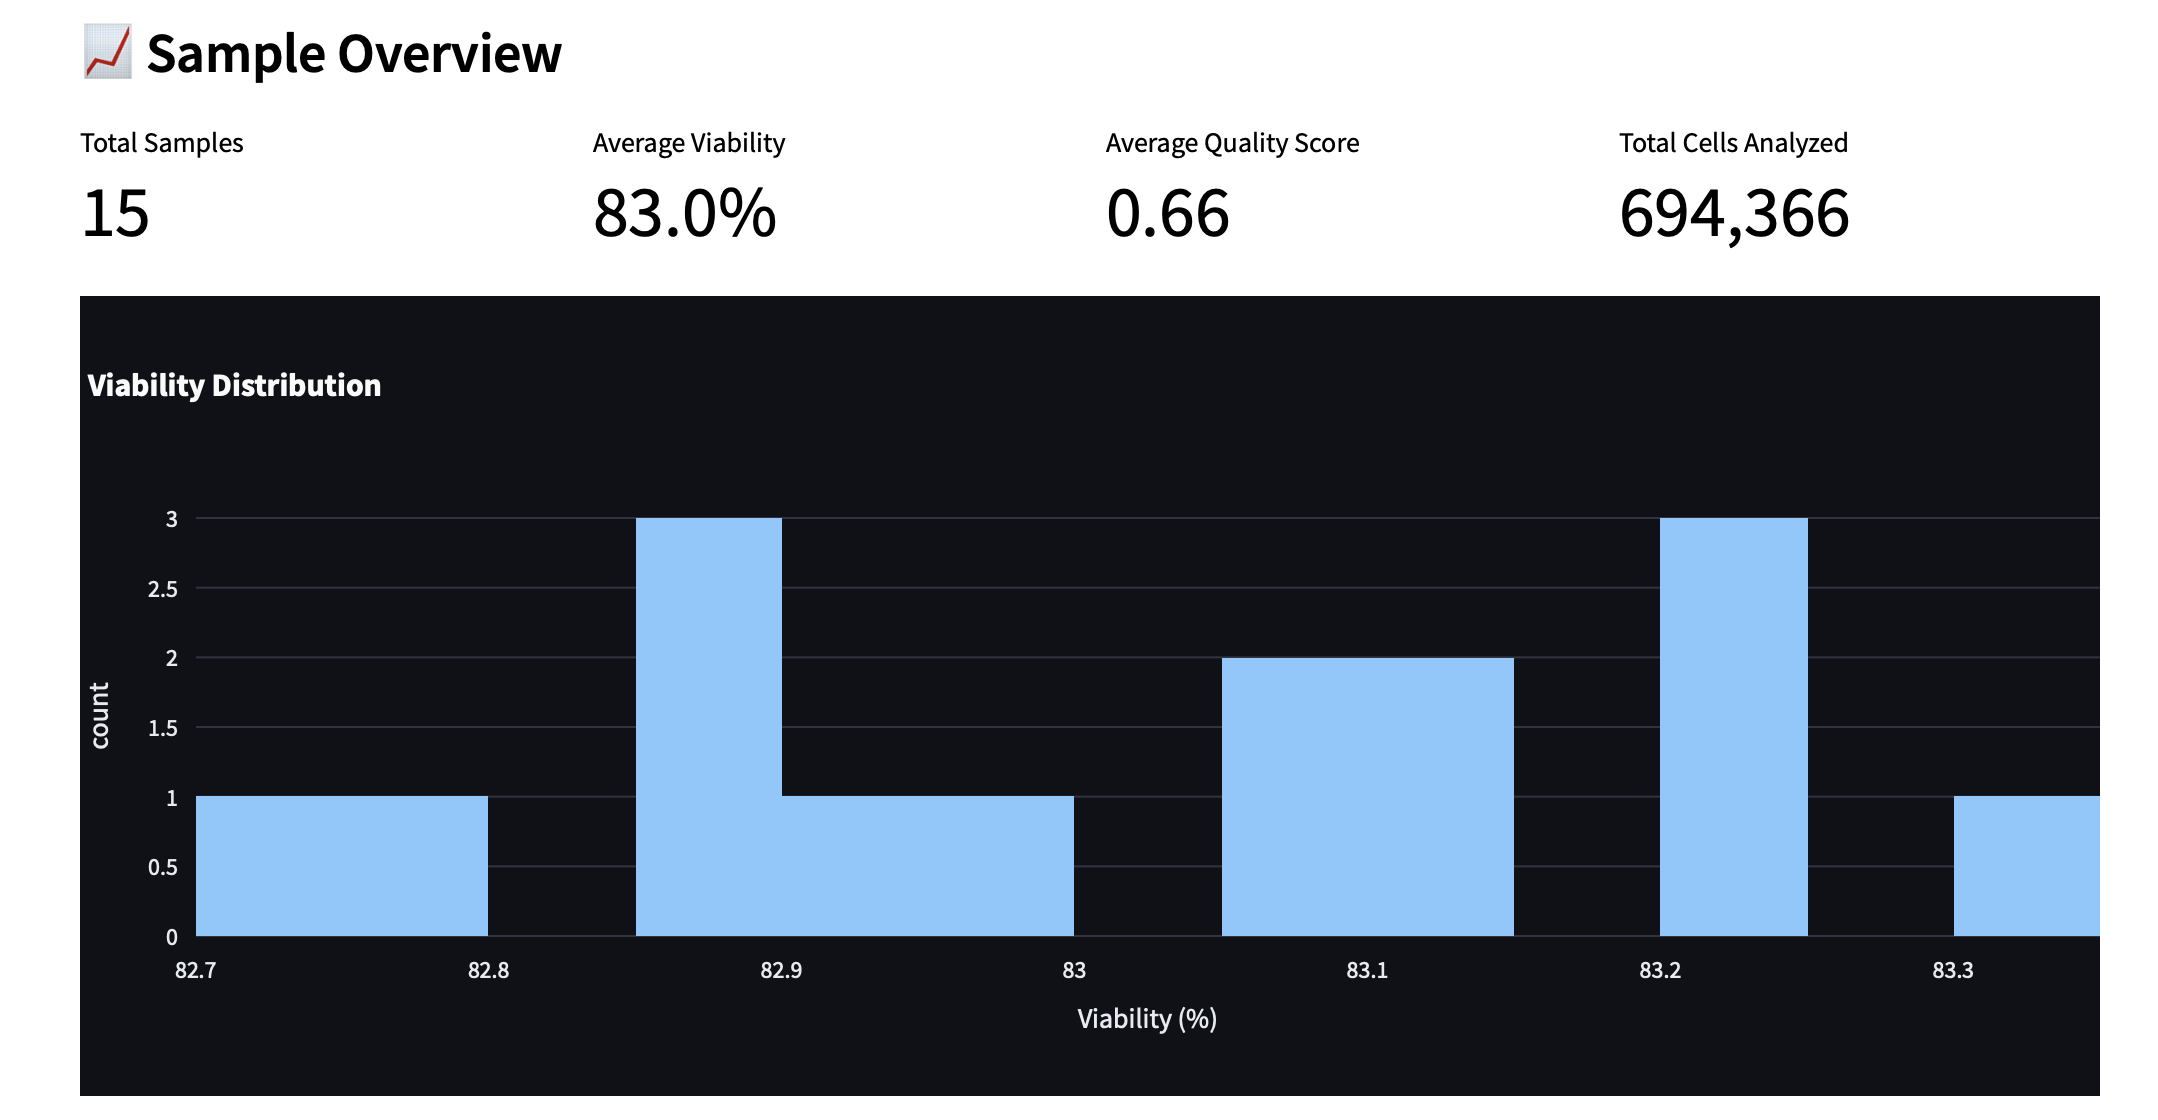 📈 Sample Overview
Total Samples
Average Viability
Average Quality Score
Total Cells Analyzed
15
83.0%
0.66
694,366
Viability Distribution
3
2.5
2
1.5
1
0.5
0
count
82.7
82.8
82.9
83
83.1
83.2
83.3
Viability (%)